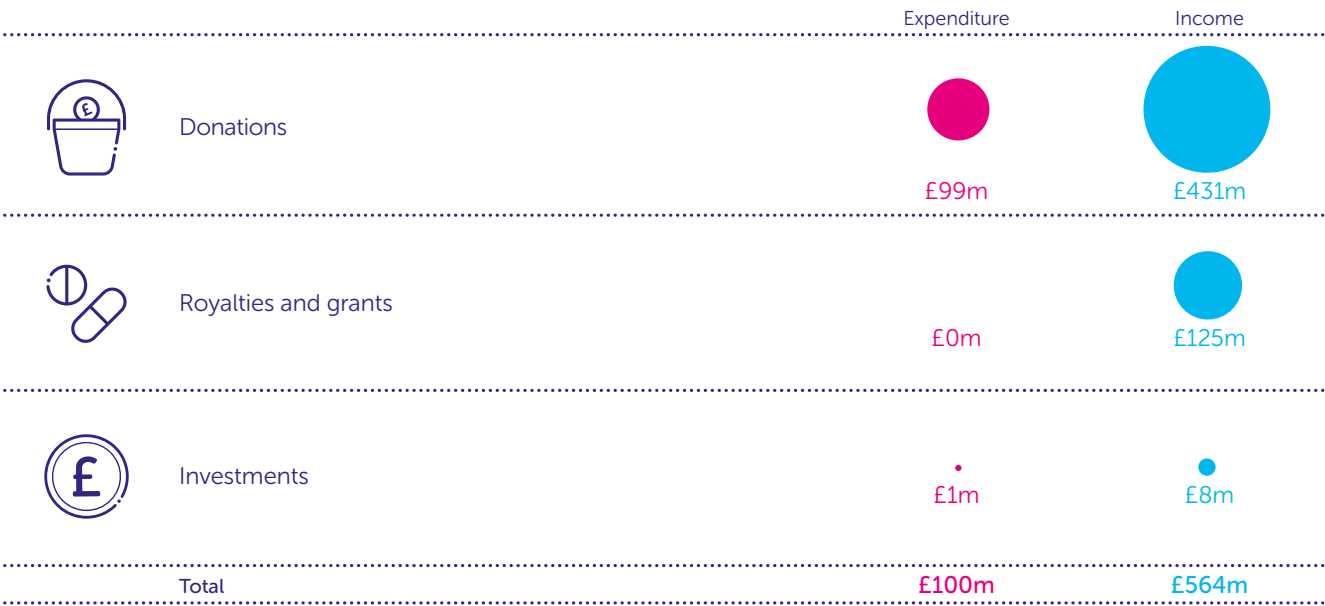 Expenditure Income
£
Donations
£99m £431m
Royalties and grants
£0m £125m
£
Investments
£1m £8m
Total £100m £564m